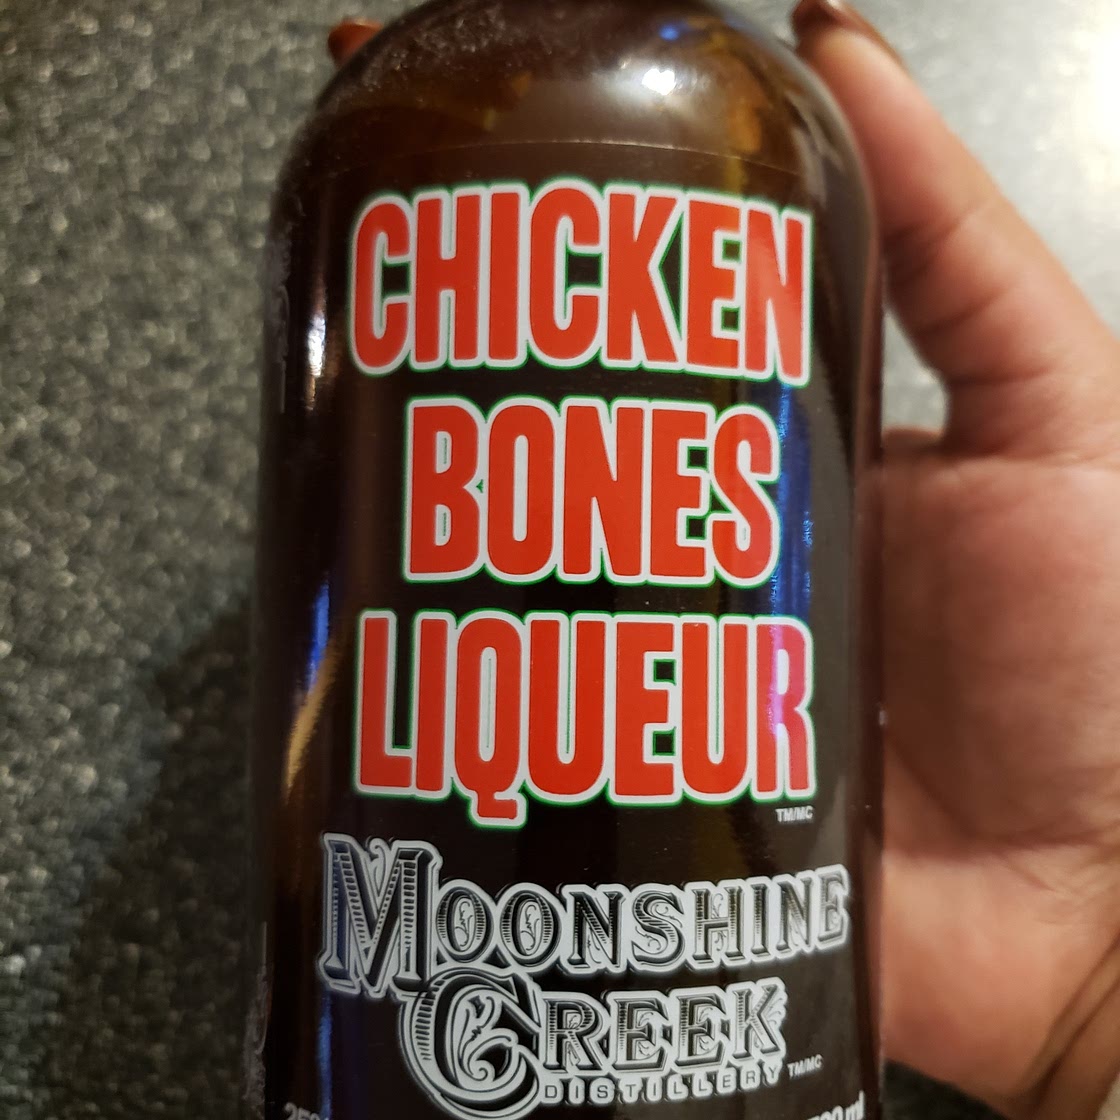 CHICKEN
BONES
LIQUEUR
TM/MC
MOONSHINE
CREEK
DISTILLERY TM/MC